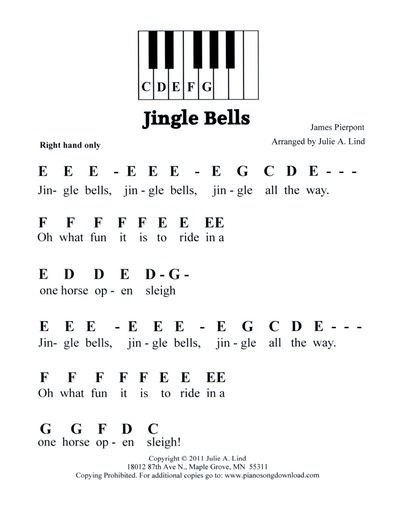 C D E F G
Jingle Bells
James Pierpont
Right hand only
Arranged by Julie A. Lind
E E E - E E E - E G C D E - - -
Jin- gle bells, jin - gle bells, jin - gle all the way.
F F F F F E E EE
Oh what fun it is to ride in a
E D D E D - G -
one horse op - en sleigh
E E E - E E E - E G C D E - - -
Jin- gle bells, jin - gle bells, jin - gle all the way.
F F F F F E E EE
Oh what fun it is to ride in a
G G F D C
one horse op - en sleigh!
Copyright © 2011 Julie A. Lind
18012 87th Ave N., Maple Grove, MN 55311
Copying Prohibited. For additional copies go to: www.pianosongdownload.com